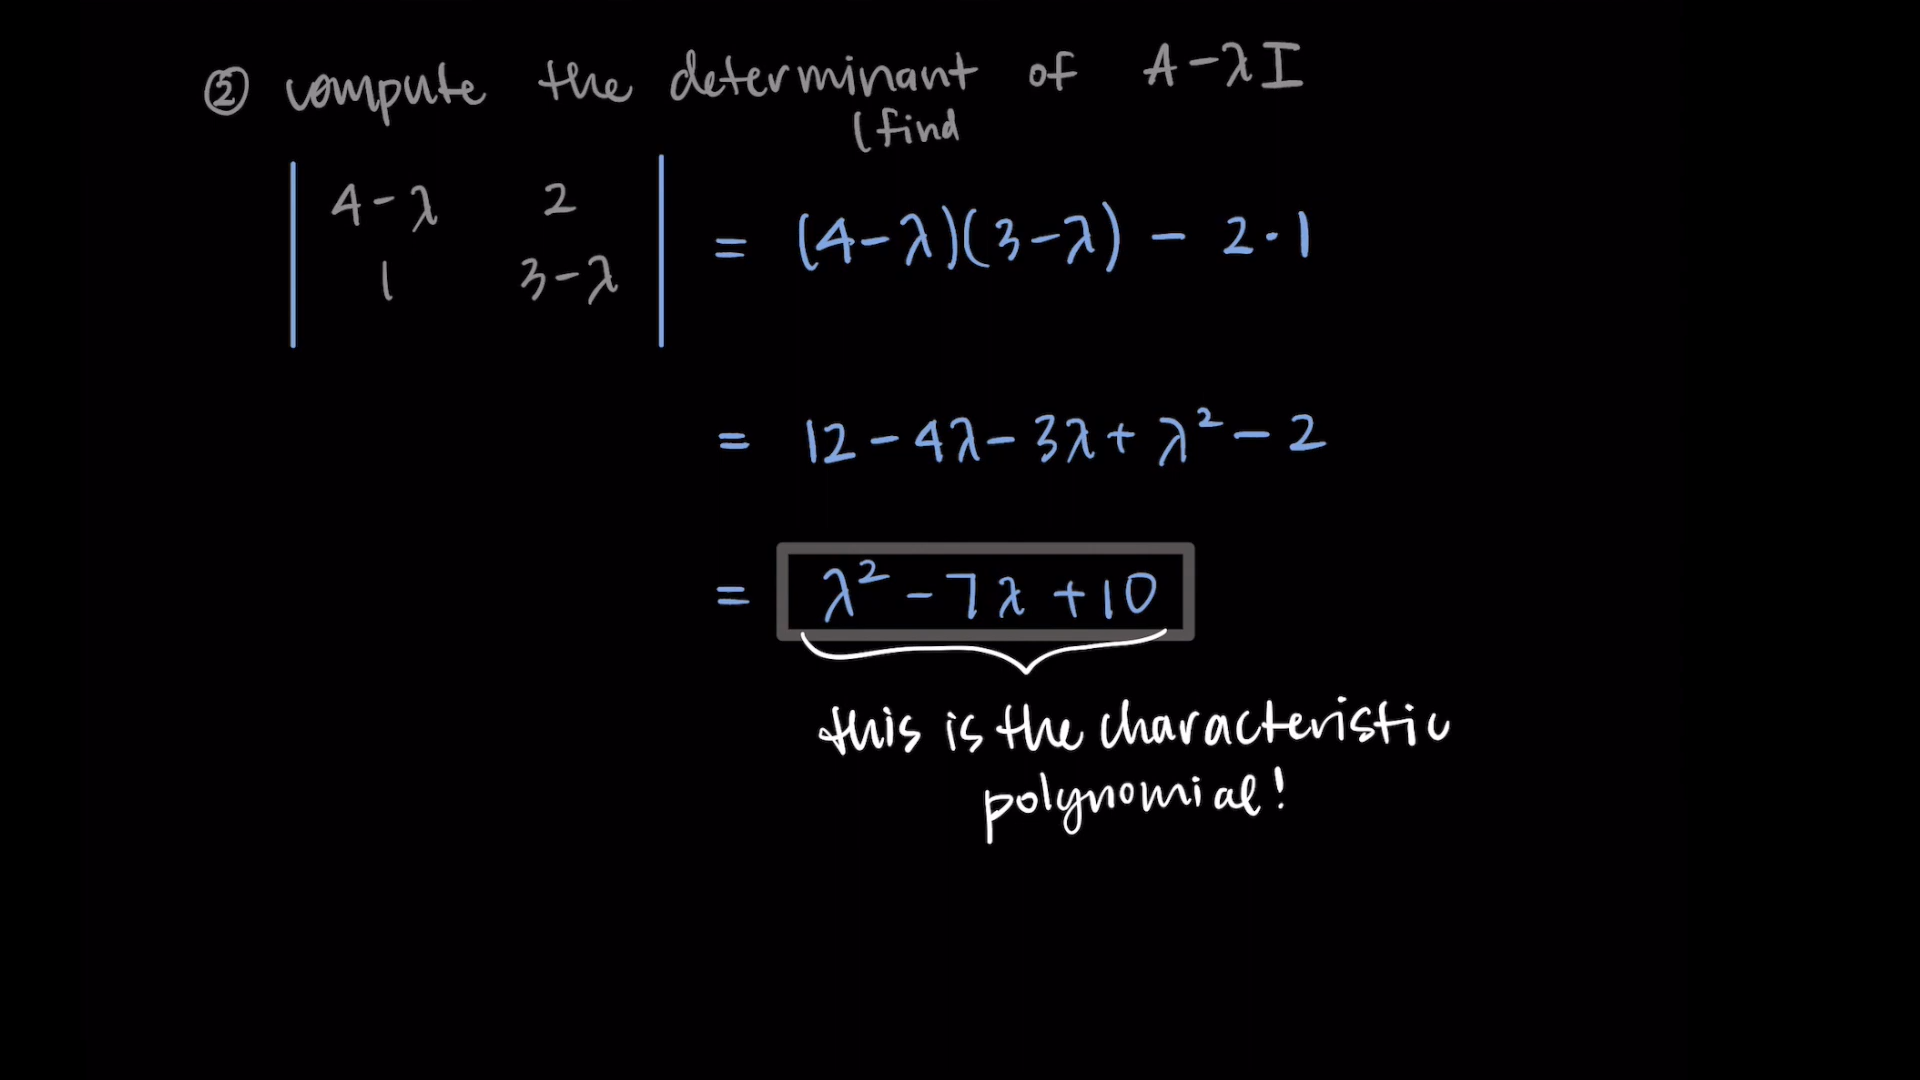 ② compute the determinant of A-λI
(find
4-λ 2
1 3-λ
= (4-λ)(3-λ) - 2·1
= 12-4λ-3λ+λ²-2
= λ²-7λ+10
this is the characteristic
polynomial!